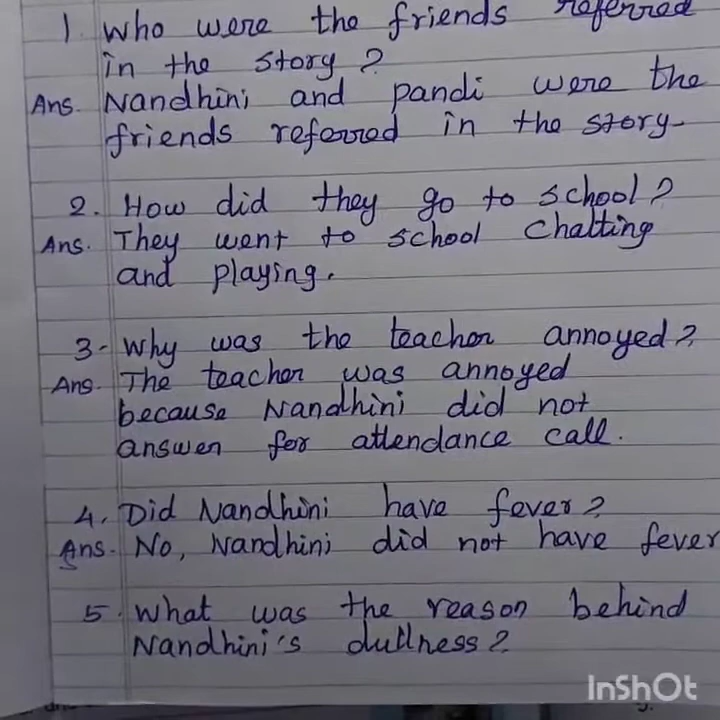 1 Who were the friends referred
in the story?
Ans. Nandhini and pandi were the
friends referred in the story.
2. How did they go to school?
Ans. They went to school Chatting
and playing.
3. Why was the teacher annoyed?
Ans. The teacher was annoyed
because Nandhini did not
answer for attendance call.
4. Did Nandhini have fever?
Ans. No, Nandhini did not have fever
5. What was the reason behind
Nandhini's dullness?
InShOt